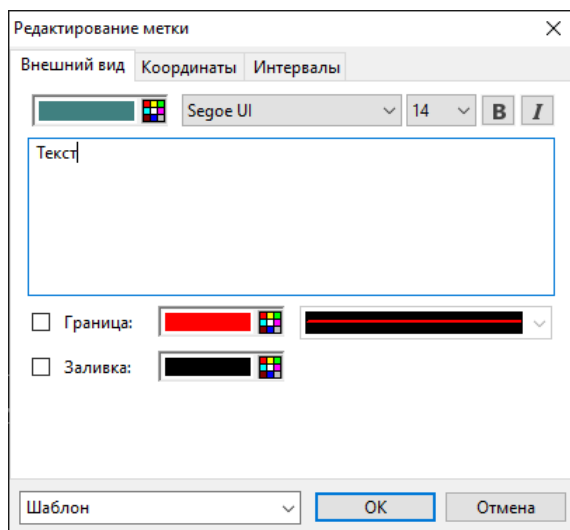 Редактирование метки
Внешний вид Координаты Интервалы
Segoe UI 14 B I
Текст
Граница:
Заливка:
Шаблон OK Отмена